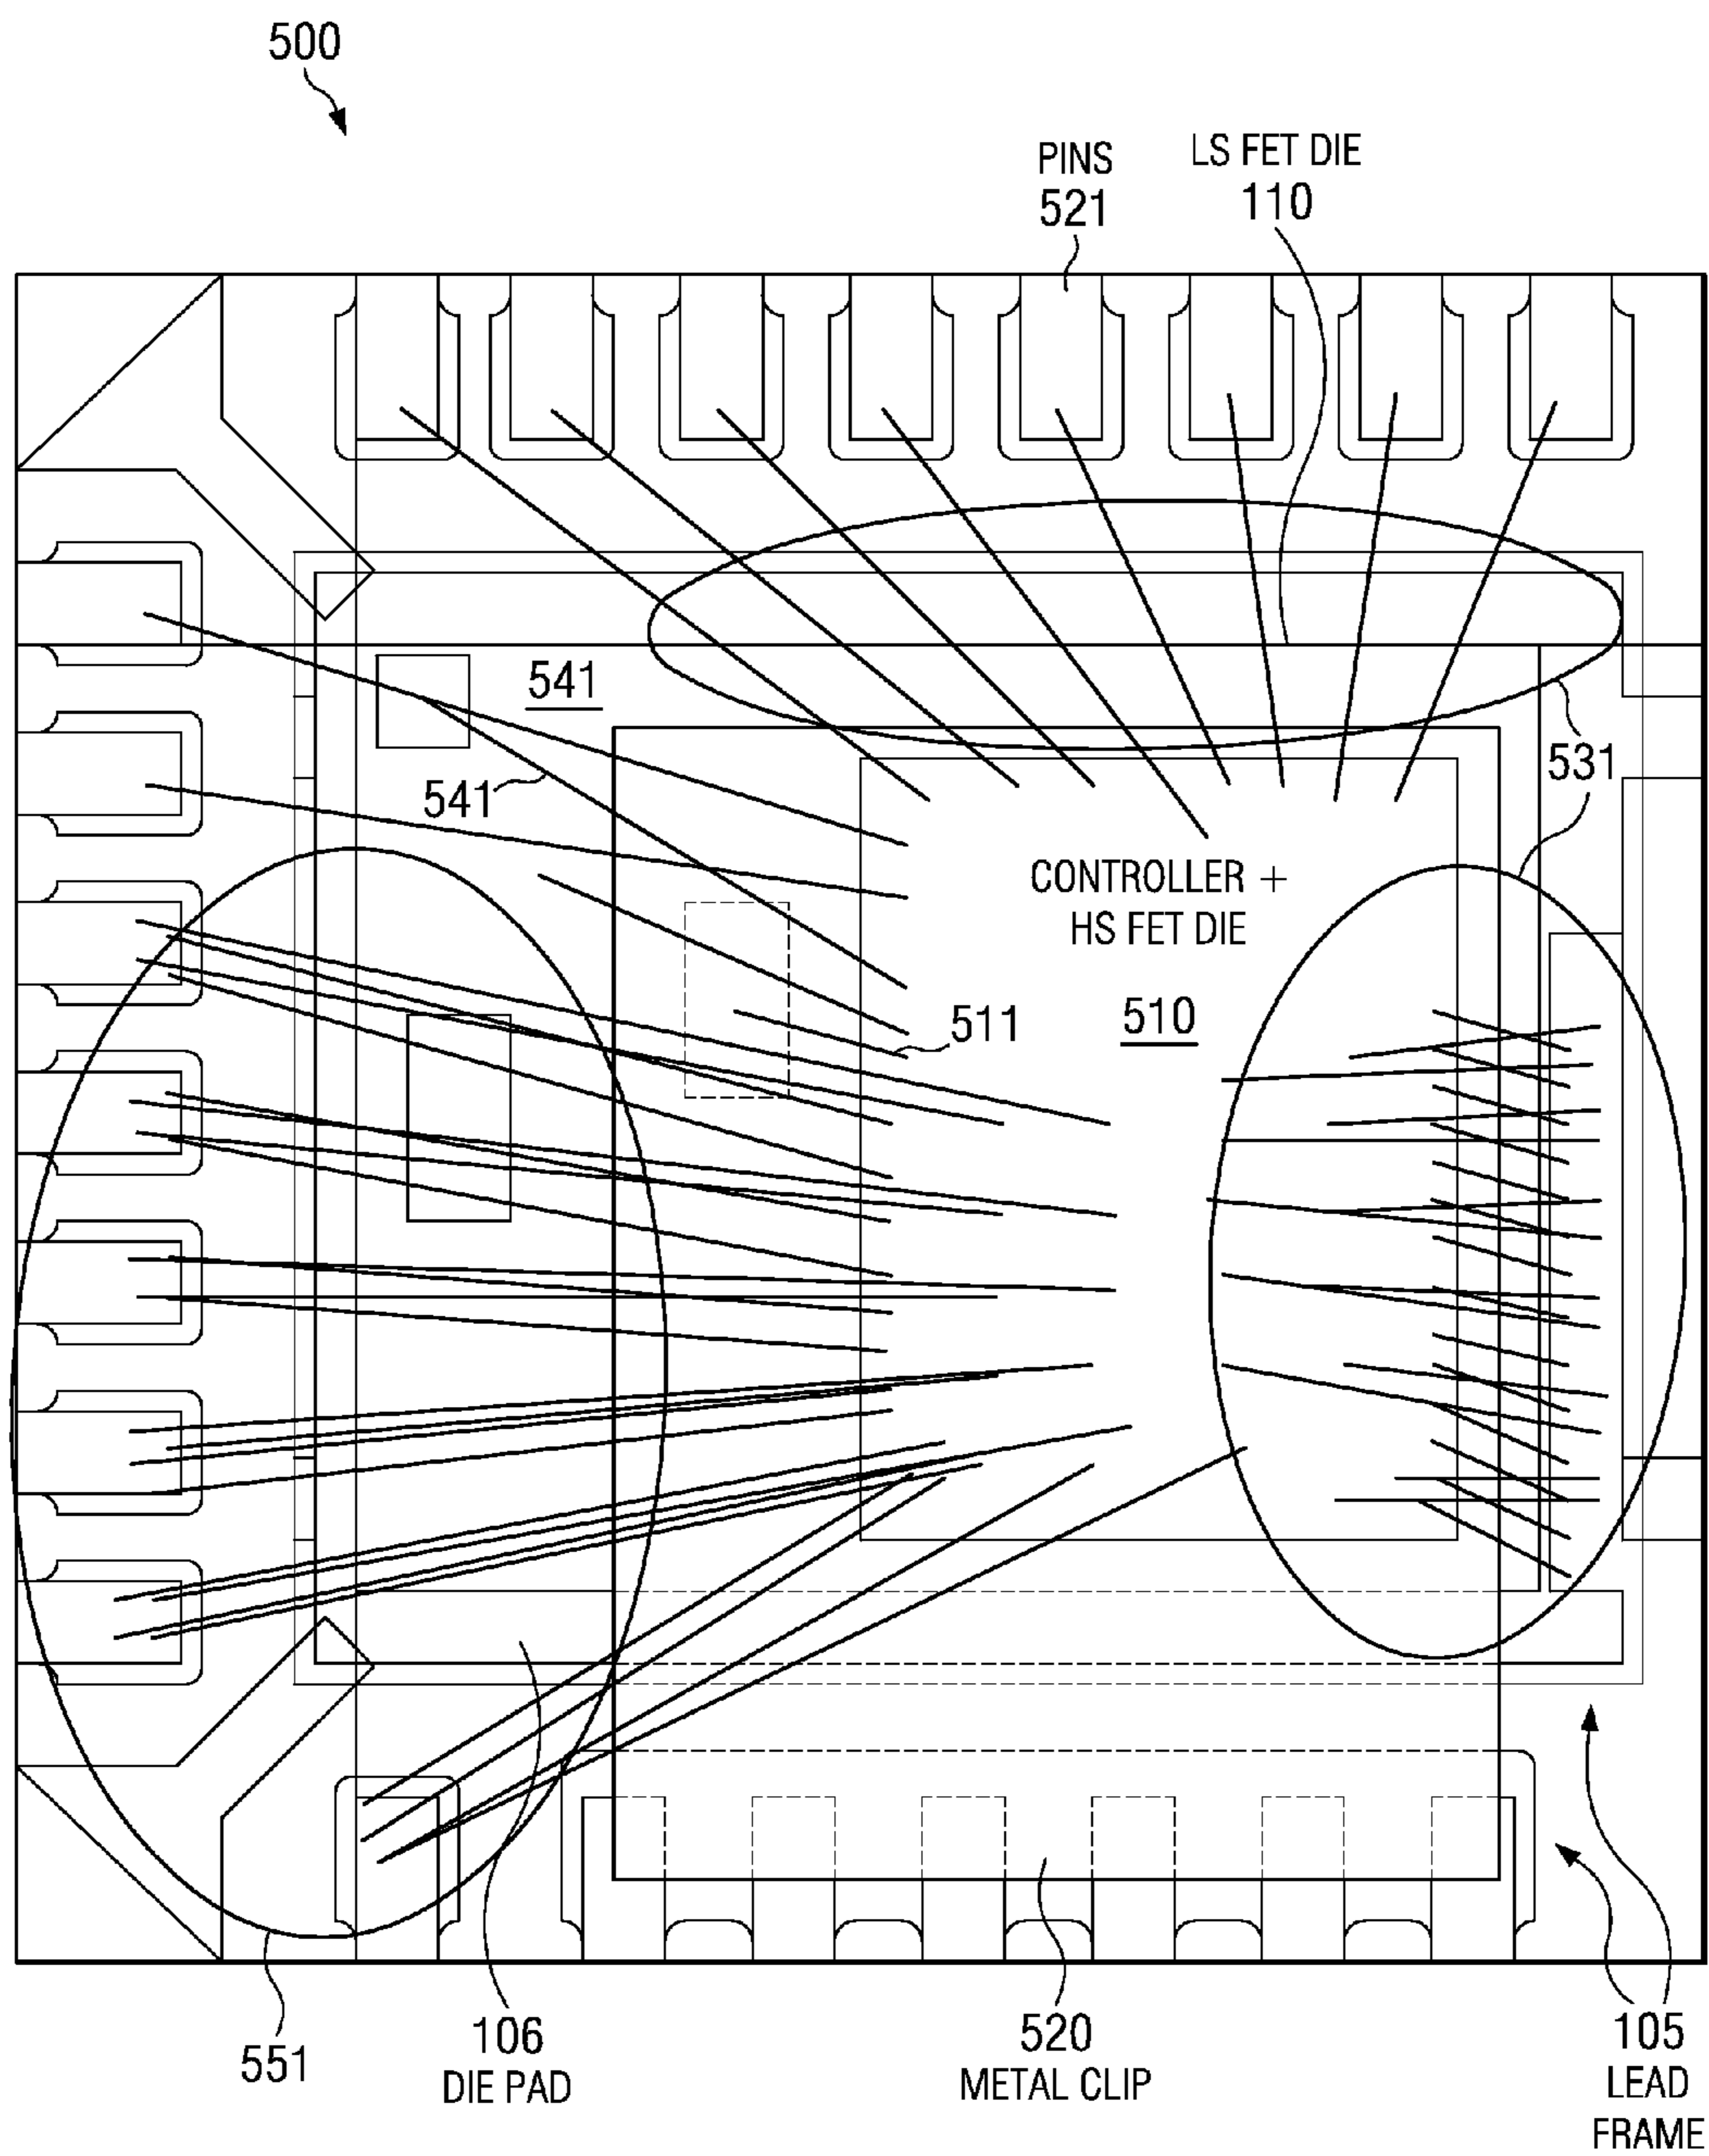 500
PINS
521
LS FET DIE
110
541
541
531
CONTROLLER +
HS FET DIE
511
510
551
106
DIE PAD
520
METAL CLIP
105
LEAD
FRAME